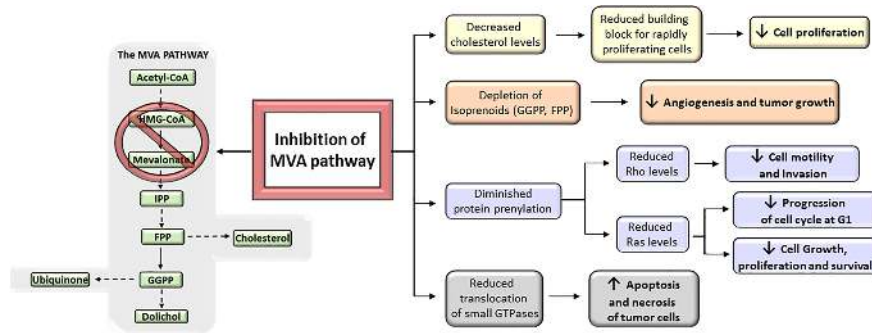 The MVA PATHWAY
Acetyl-CoA
HMG-CoA
Mevalonate
IPP
FPP
Cholesterol
Ubiquinone
GGPP
Dolichol
Inhibition of
MVA pathway
Decreased
cholesterol levels
Reduced building
block for rapidly
proliferating cells
↓ Cell proliferation
Depletion of
Isoprenoids (GGPP, FPP)
↓ Angiogenesis and tumor growth
Diminished
protein prenylation
Reduced
Rho levels
↓ Cell motility
and Invasion
Reduced
Ras levels
↓ Progression
of cell cycle at G1
↓ Cell Growth,
proliferation and survival
Reduced
translocation
of small GTPases
↑ Apoptosis
and necrosis
of tumor cells